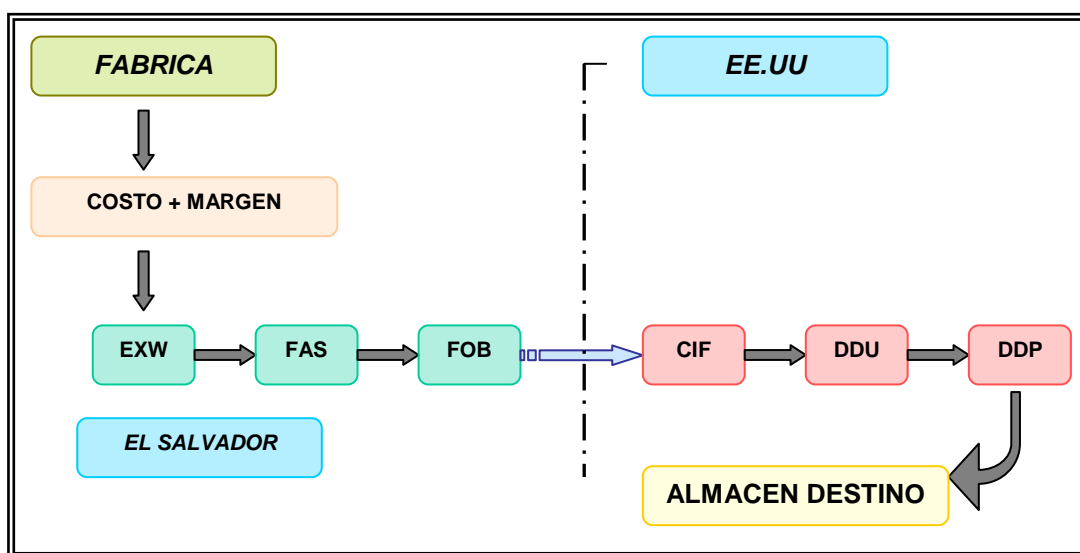 FABRICA
EE.UU
COSTO + MARGEN
EXW
FAS
FOB
CIF
DDU
DDP
EL SALVADOR
ALMACEN DESTINO